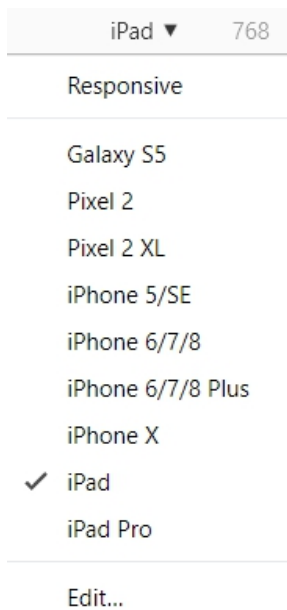 iPad ▼ 768
Responsive
Galaxy S5
Pixel 2
Pixel 2 XL
iPhone 5/SE
iPhone 6/7/8
iPhone 6/7/8 Plus
iPhone X
iPad
iPad Pro
Edit...